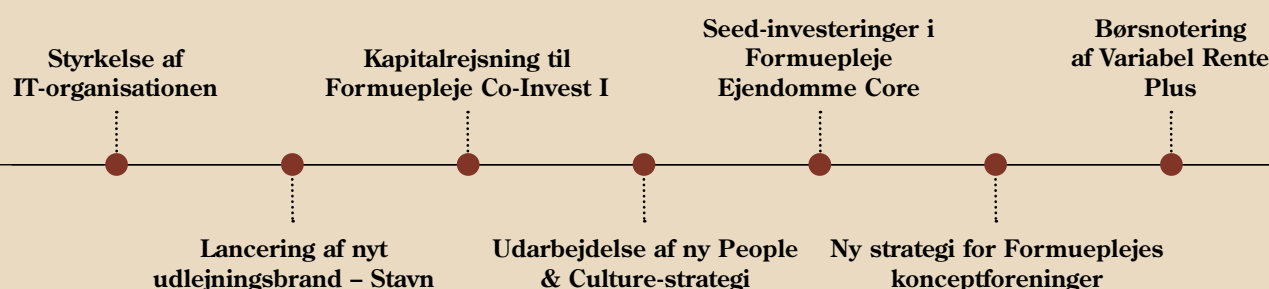 Styrkelse af
IT-organisationen
Lancering af nyt
udlejningsbrand – Stavn
Kapitalrejsning til
Formuepleje Co-Invest I
Udarbejdelse af ny People
& Culture-strategi
Seed-investeringer i
Formuepleje
Ejendomme Core
Ny strategi for Formueplejes
konceptforeninger
Børsnotering
af Variabel Rente
Plus